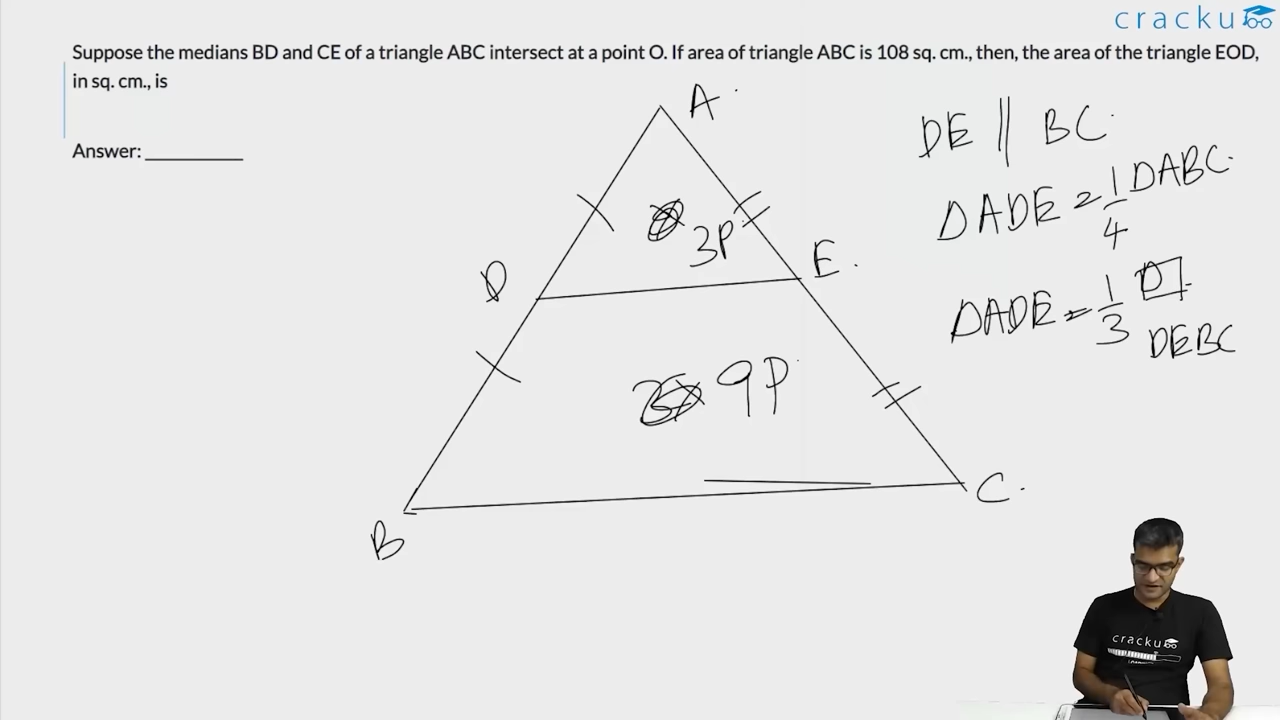 cracku
Suppose the medians BD and CE of a triangle ABC intersect at a point O. If area of triangle ABC is 108 sq. cm., then, the area of the triangle EOD,
in sq. cm., is
Answer: __________
A
DE || BC
ΔADE = 1/4 ΔABC
3P
D
E
ΔADE = 1/3
DEBC
9P
B
C
cracku